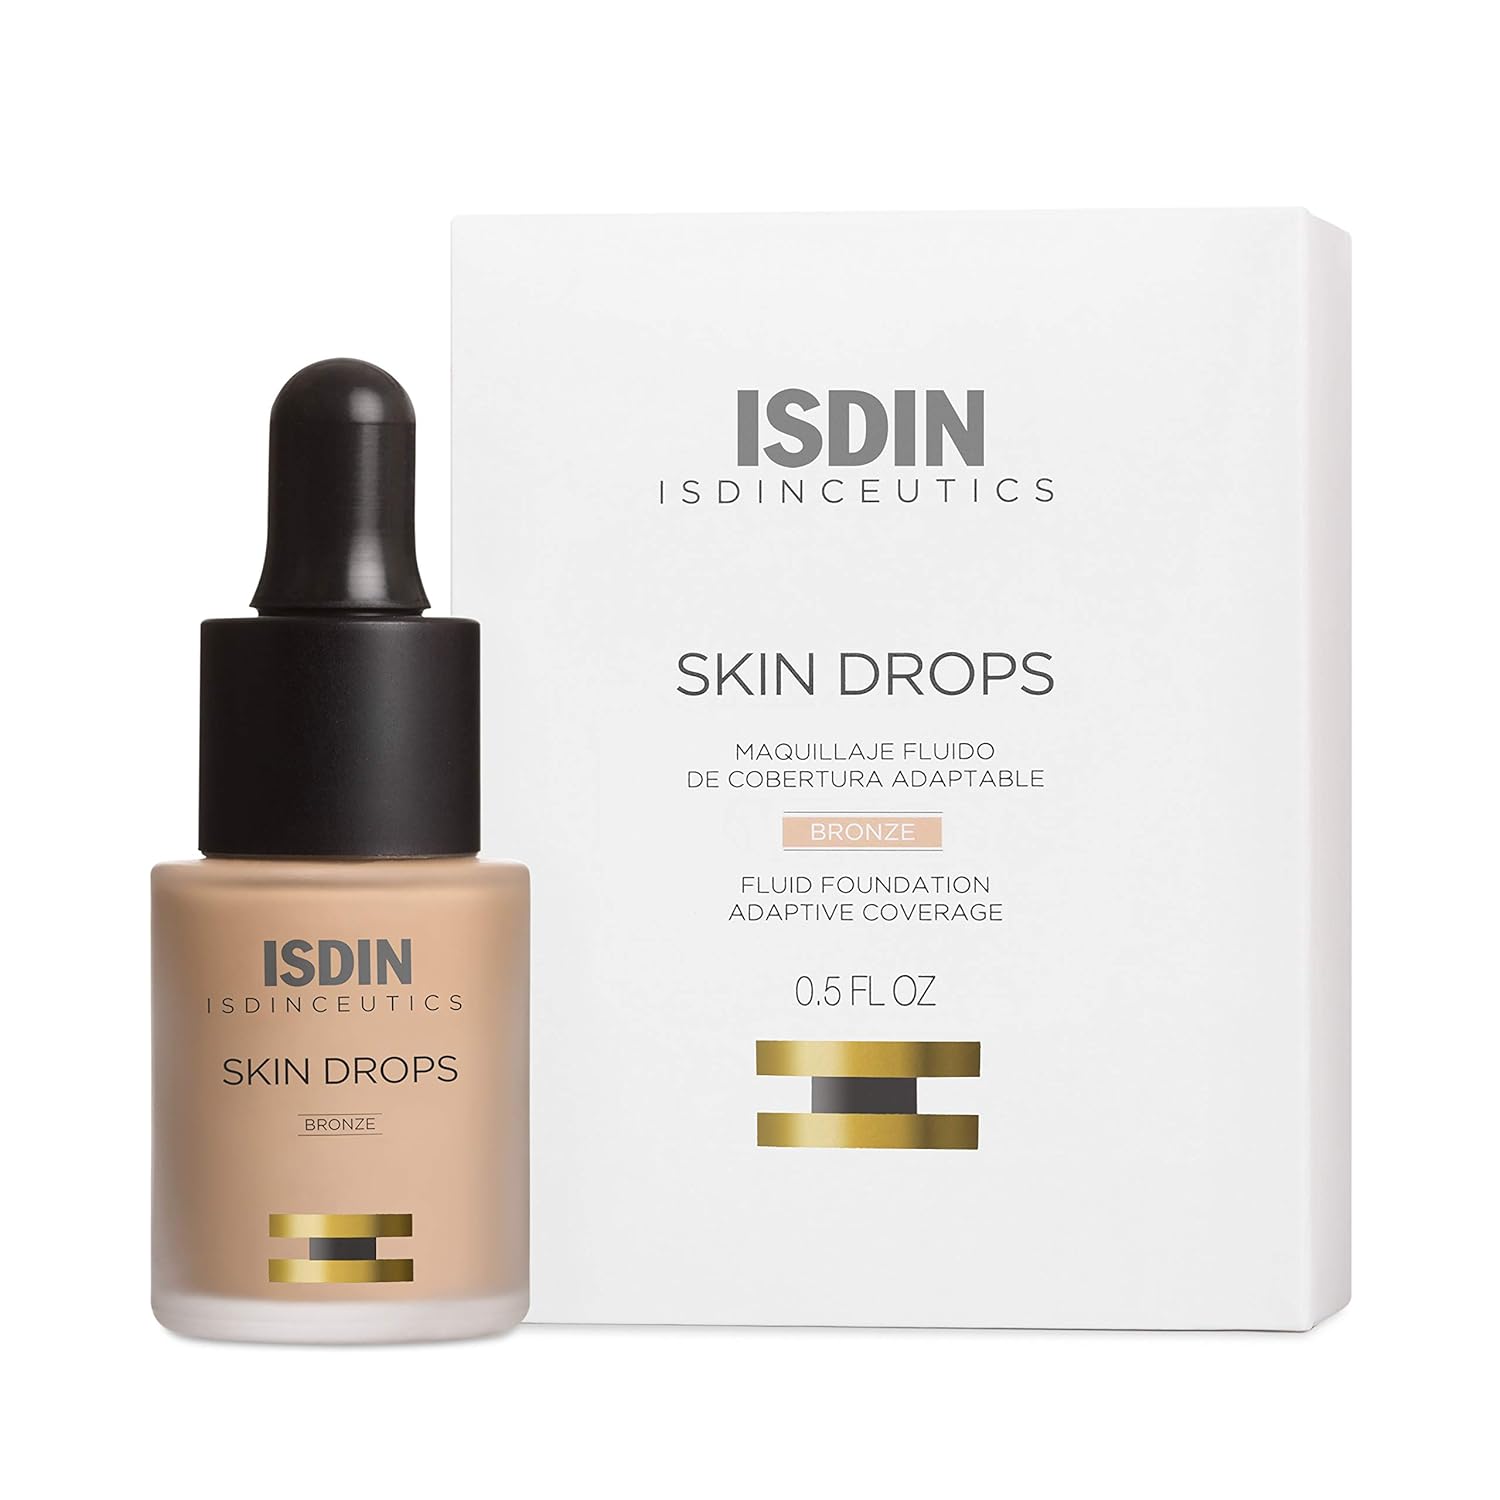 ISDIN
ISDINCEUTICS
SKIN DROPS
MAQUILLAJE FLUIDO
DE COBERTURA ADAPTABLE
BRONZE
FLUID FOUNDATION
ADAPTIVE COVERAGE
0.5 FL OZ
ISDIN
ISDINCEUTICS
SKIN DROPS
BRONZE